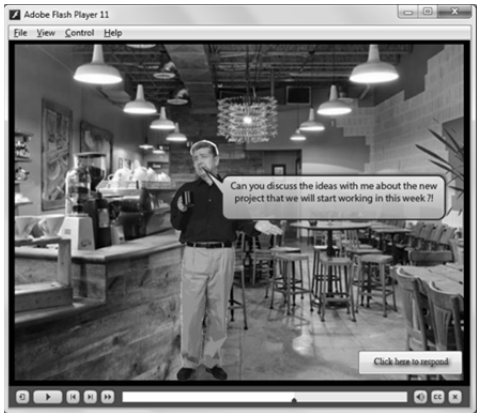 Adobe Flash Player 11
File View Control Help
Can you discuss the ideas with me about the new
project that we will start working in this week ?!
Click here to respond
CC